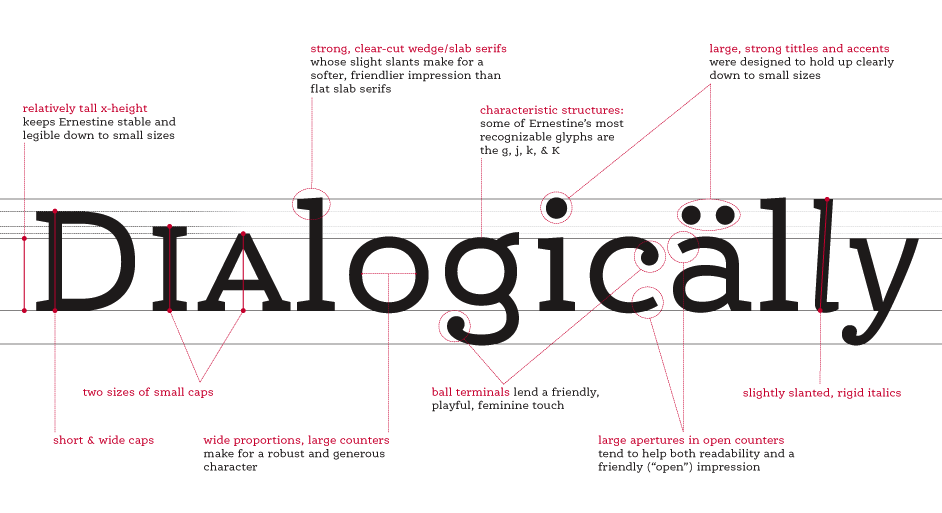 strong, clear-cut wedge/slab serifs
whose slight slants make for a
softer, friendlier impression than
flat slab serifs
large, strong tittles and accents
were designed to hold up clearly
down to small sizes
relatively tall x-height
keeps Ernestine stable and
legible down to small sizes
characteristic structures:
some of Ernestine’s most
recognizable glyphs are
the g, j, k, & K
DIAlogicälly
two sizes of small caps
ball terminals lend a friendly,
playful, feminine touch
slightly slanted, rigid italics
short & wide caps
wide proportions, large counters
make for a robust and generous
character
large apertures in open counters
tend to help both readability and a
friendly (“open”) impression